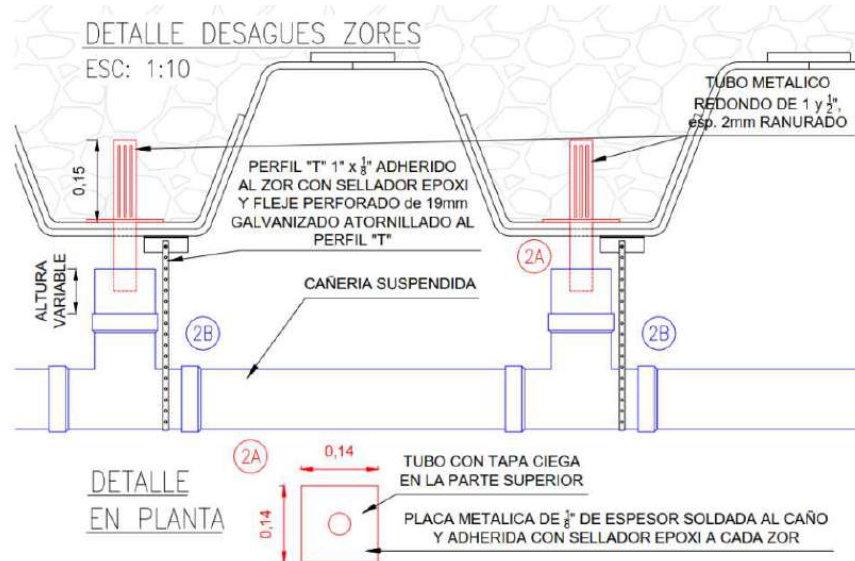 DETALLE DESAGUES ZORES
ESC: 1:10
TUBO METALICO
REDONDO DE 1 y ½",
esp. 2mm RANURADO
0,15
PERFIL "T" 1" x ⅛" ADHERIDO
AL ZOR CON SELLADOR EPOXI
Y FLEJE PERFORADO de 19mm
GALVANIZADO ATORNILLADO AL
PERFIL "T"
2A
ALTURA
VARIABLE
CAÑERIA SUSPENDIDA
2B
2B
2A
0,14
DETALLE
EN PLANTA
0,14
TUBO CON TAPA CIEGA
EN LA PARTE SUPERIOR
PLACA METALICA DE ⅛" DE ESPESOR SOLDADA AL CAÑO
Y ADHERIDA CON SELLADOR EPOXI A CADA ZOR